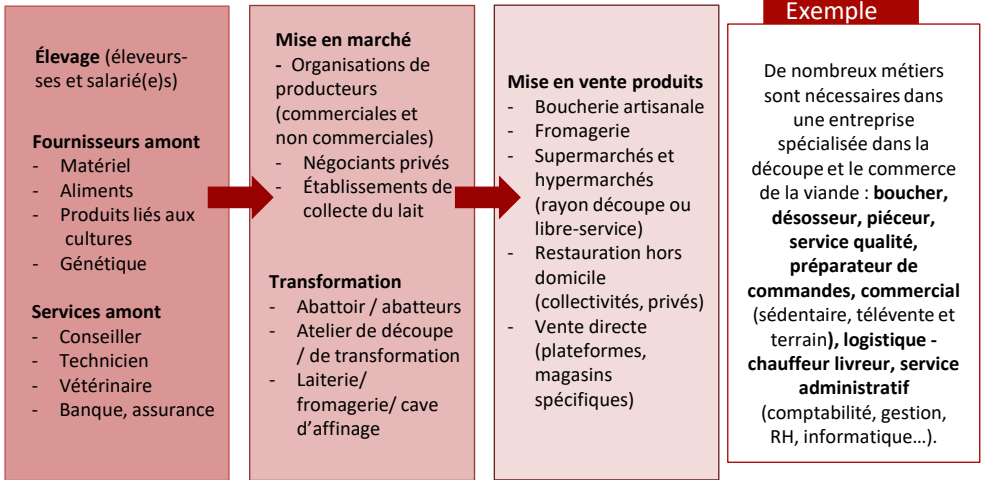 Élevage (éleveurs-
ses et salarié(e)s)
Fournisseurs amont
- Matériel
- Aliments
- Produits liés aux
cultures
- Génétique
Services amont
- Conseiller
- Technicien
- Vétérinaire
- Banque, assurance
Mise en marché
- Organisations de
producteurs
(commerciales et
non commerciales)
- Négociants privés
- Établissements de
collecte du lait
Transformation
- Abattoir / abatteurs
- Atelier de découpe
/ de transformation
- Laiterie/
fromagerie/ cave
d'affinage
Mise en vente produits
- Boucherie artisanale
- Fromagerie
- Supermarchés et
hypermarchés
(rayon découpe ou
libre-service)
- Restauration hors
domicile
(collectivités, privés)
- Vente directe
(plateformes,
magasins
spécifiques)
Exemple
De nombreux métiers
sont nécessaires dans
une entreprise
spécialisée dans la
découpe et le commerce
de la viande : boucher,
désosseur, piéceur,
service qualité,
préparateur de
commandes, commercial
(sédentaire, télévente et
terrain), logistique -
chauffeur livreur, service
administratif
(comptabilité, gestion,
RH, informatique…).